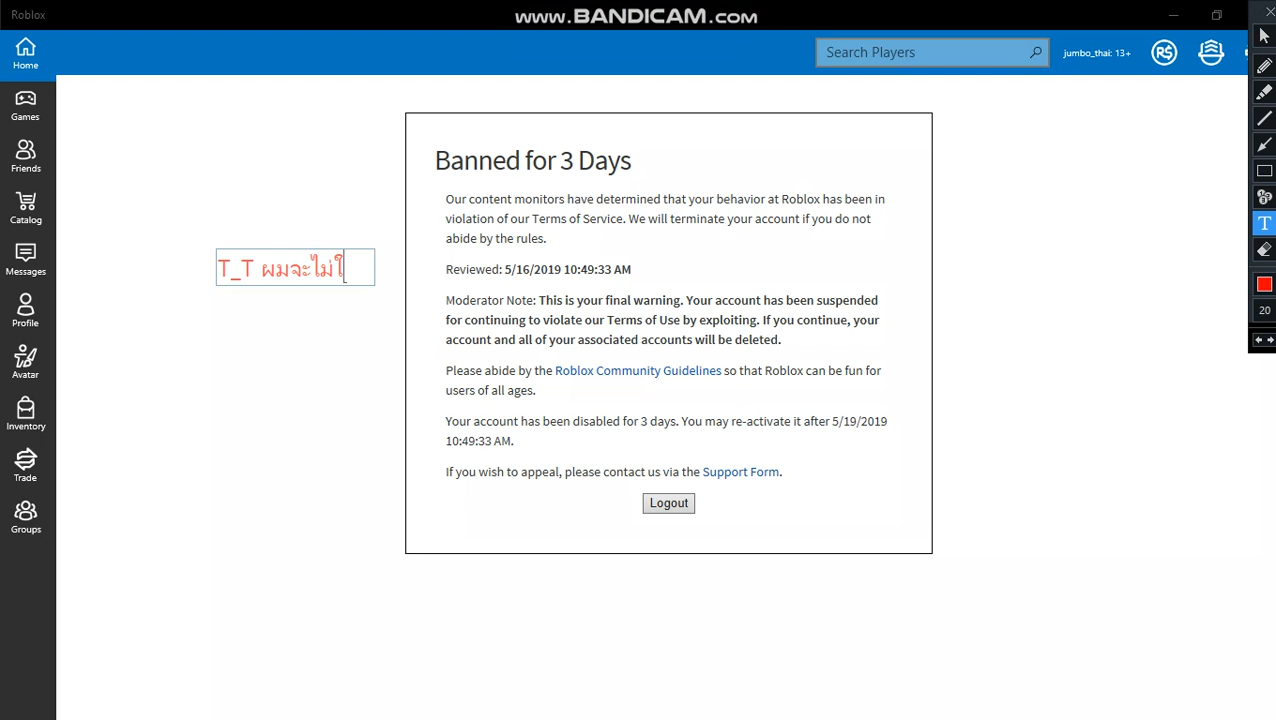 Roblox
www.BANDICAM.com
Home
Search Players
jumbo_thai: 13+
R$
Games
Friends
Catalog
Messages
Profile
Avatar
Inventory
Trade
Groups
T_T ผมจะไม่ใ
Banned for 3 Days
Our content monitors have determined that your behavior at Roblox has been in
violation of our Terms of Service. We will terminate your account if you do not
abide by the rules.
Reviewed: 5/16/2019 10:49:33 AM
Moderator Note: This is your final warning. Your account has been suspended
for continuing to violate our Terms of Use by exploiting. If you continue, your
account and all of your associated accounts will be deleted.
Please abide by the Roblox Community Guidelines so that Roblox can be fun for
users of all ages.
Your account has been disabled for 3 days. You may re-activate it after 5/19/2019
10:49:33 AM.
If you wish to appeal, please contact us via the Support Form.
Logout
T
20